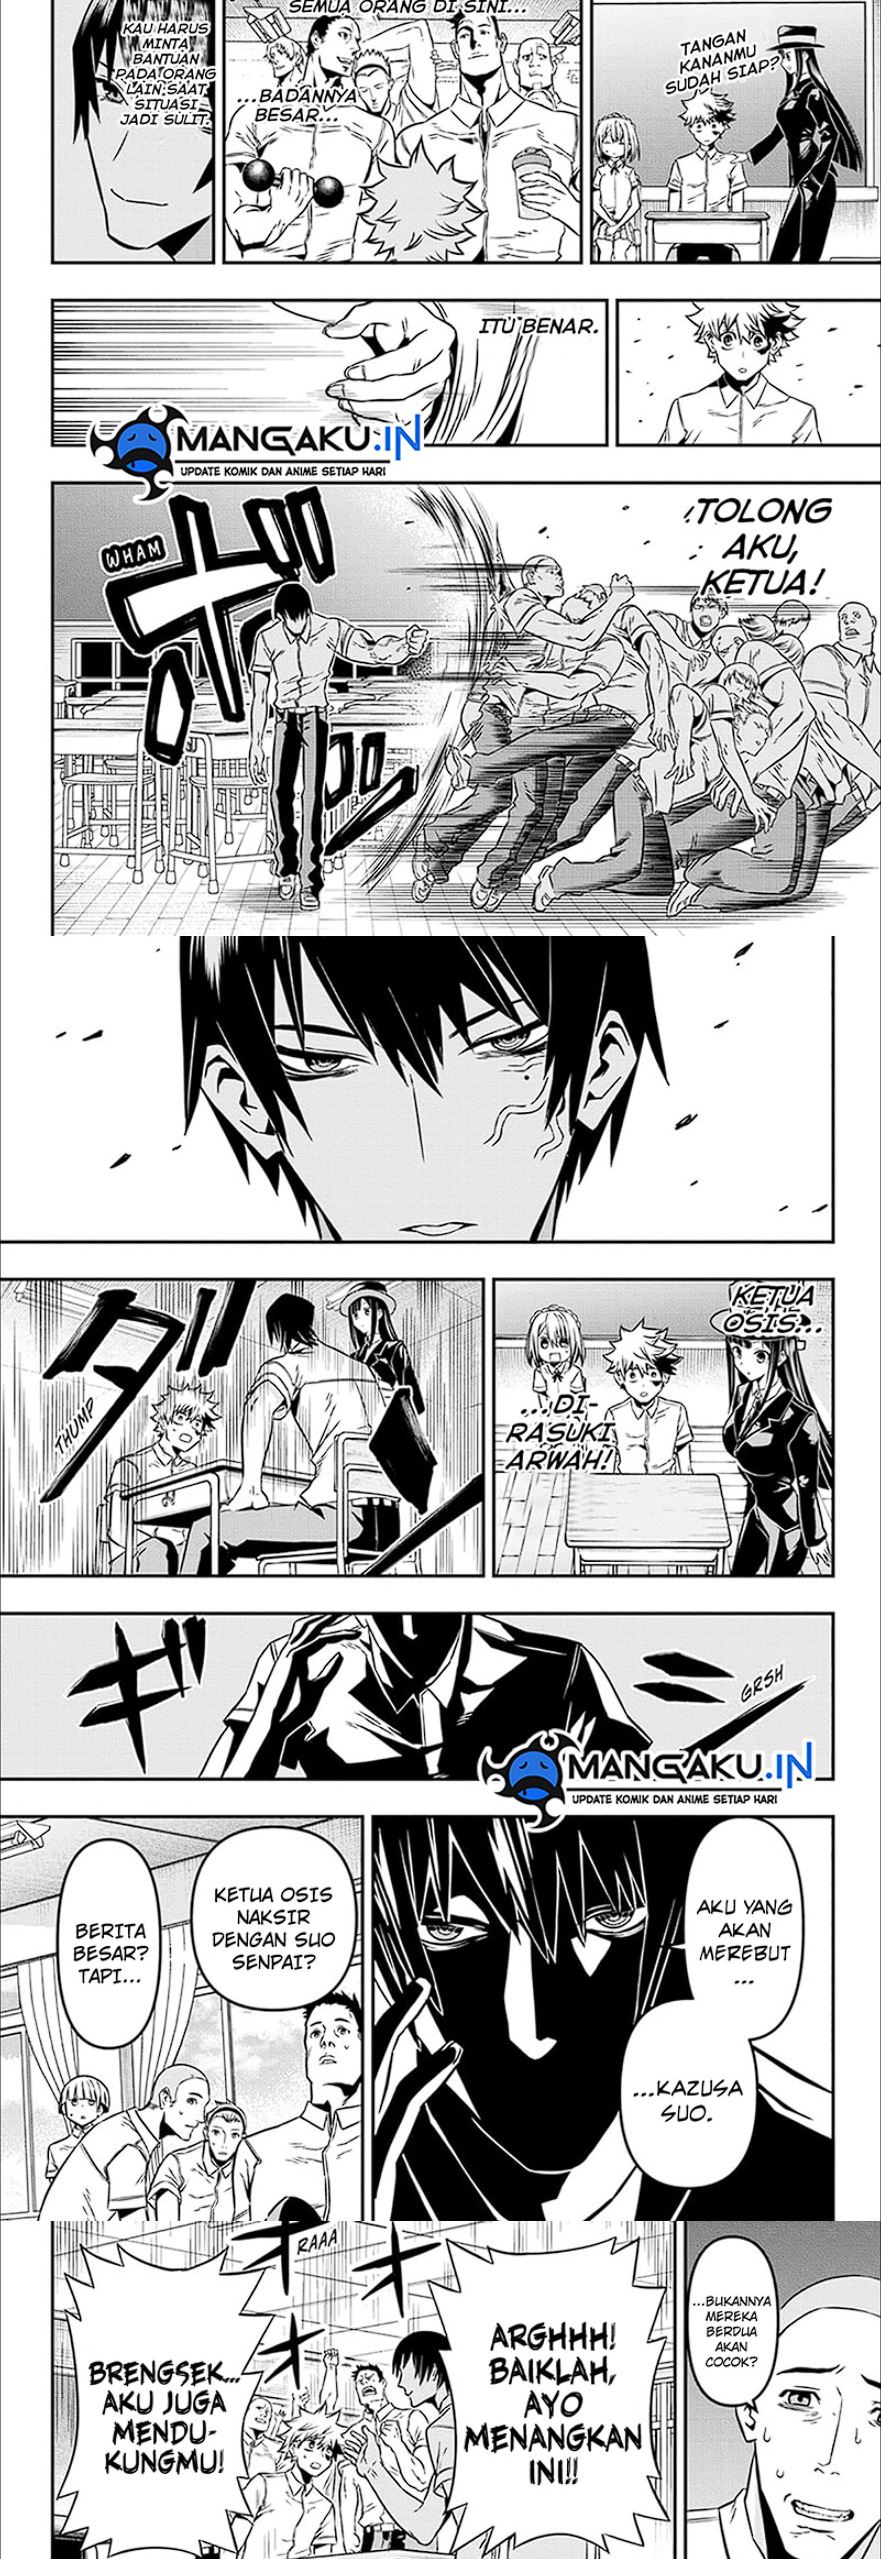 TANGAN
KANANMU
SUDAH SIAP?
SEMUA ORANG DI SINI...
...BADANNYA
BESAR...
KAU HARUS
MINTA
BANTUAN
PADA ORANG
LAIN SAAT
SITUASI
JADI SULIT.
ITU BENAR.
MANGAKU.IN
UPDATE KOMIK DAN ANIME SETIAP HARI
TOLONG
AKU,
KETUA!
WHAM
KETUA
OSIS...
...DI-
RASUKI
ARWAH!
ダン
THUMP
ギシ
GRSH
MANGAKU.IN
UPDATE KOMIK DAN ANIME SETIAP HARI
AKU YANG
AKAN
MEREBUT
...
...KAZUSA
SUO.
KETUA OSIS
NAKSIR
DENGAN SUO
SENPAI?
BERITA
BESAR?
TAPI...
...BUKANNYA
MEREKA
BERDUA
AKAN
COCOK?
RAAA
ARGHHH!
BAIKLAH,
AYO
MENANGKAN
INI!!
BRENGSEK...
AKU JUGA
MENDU-
KUNGMU!